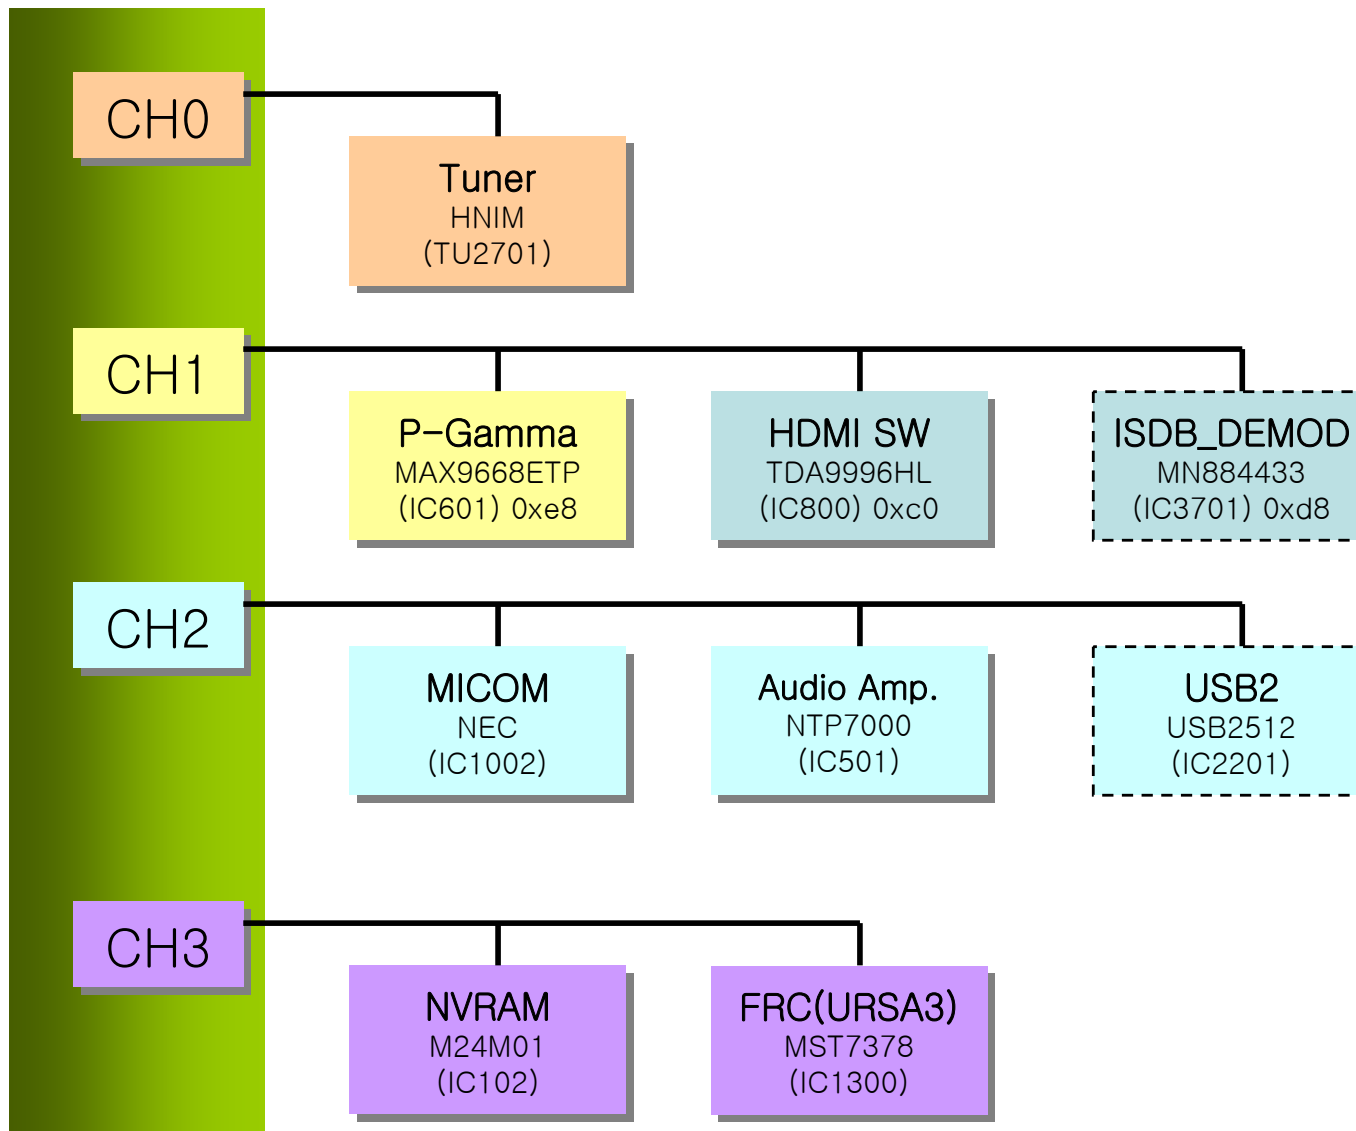 CH0
Tuner
HNIM
(TU2701)
CH1
P-Gamma
MAX9668ETP
(IC601) 0xe8
HDMI SW
TDA9996HL
(IC800) 0xc0
ISDB_DEMOD
MN884433
(IC3701) 0xd8
CH2
MICOM
NEC
(IC1002)
Audio Amp.
NTP7000
(IC501)
USB2
USB2512
(IC2201)
CH3
NVRAM
M24M01
(IC102)
FRC(URSA3)
MST7378
(IC1300)